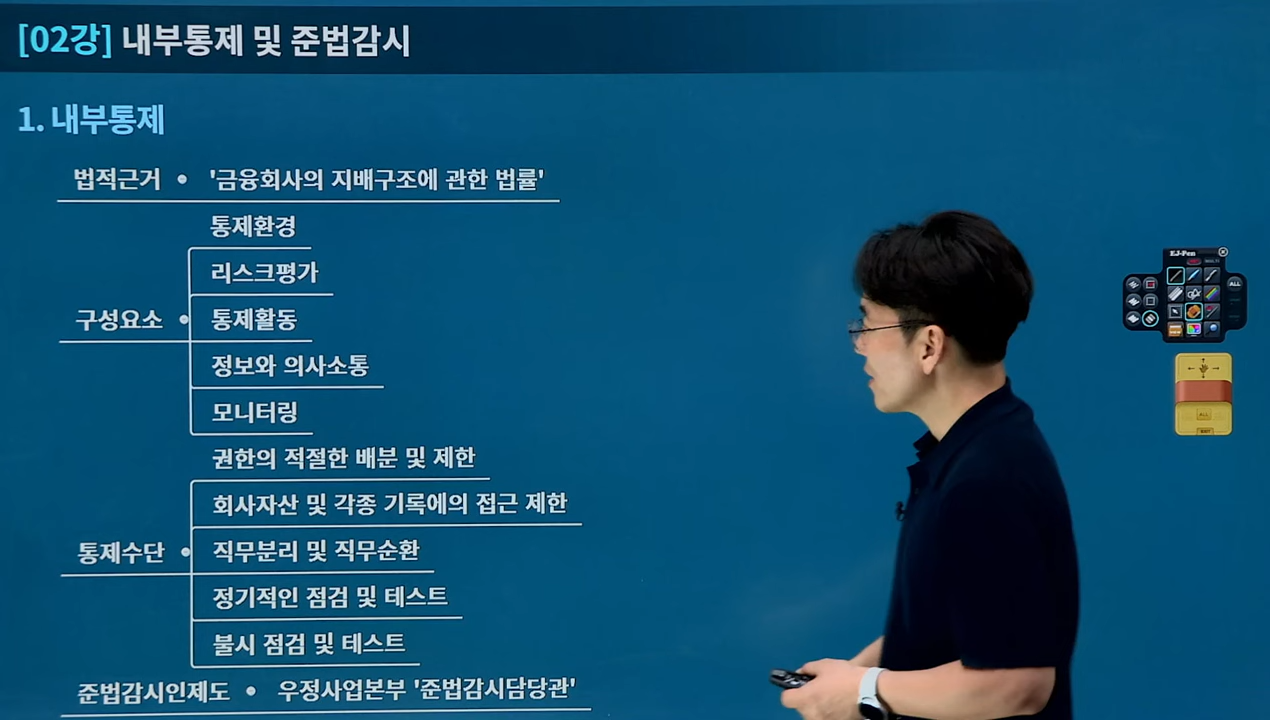 [02강] 내부통제 및 준법감시
1. 내부통제
법적근거 • '금융회사의 지배구조에 관한 법률'
통제환경
리스크평가
구성요소 • 통제활동
정보와 의사소통
모니터링
권한의 적절한 배분 및 제한
회사자산 및 각종 기록에의 접근 제한
통제수단 • 직무분리 및 직무순환
정기적인 점검 및 테스트
불시 점검 및 테스트
준법감시인제도 • 우정사업본부 '준법감시담당관'
EJ-Pen
ALL
ALL
EXIT